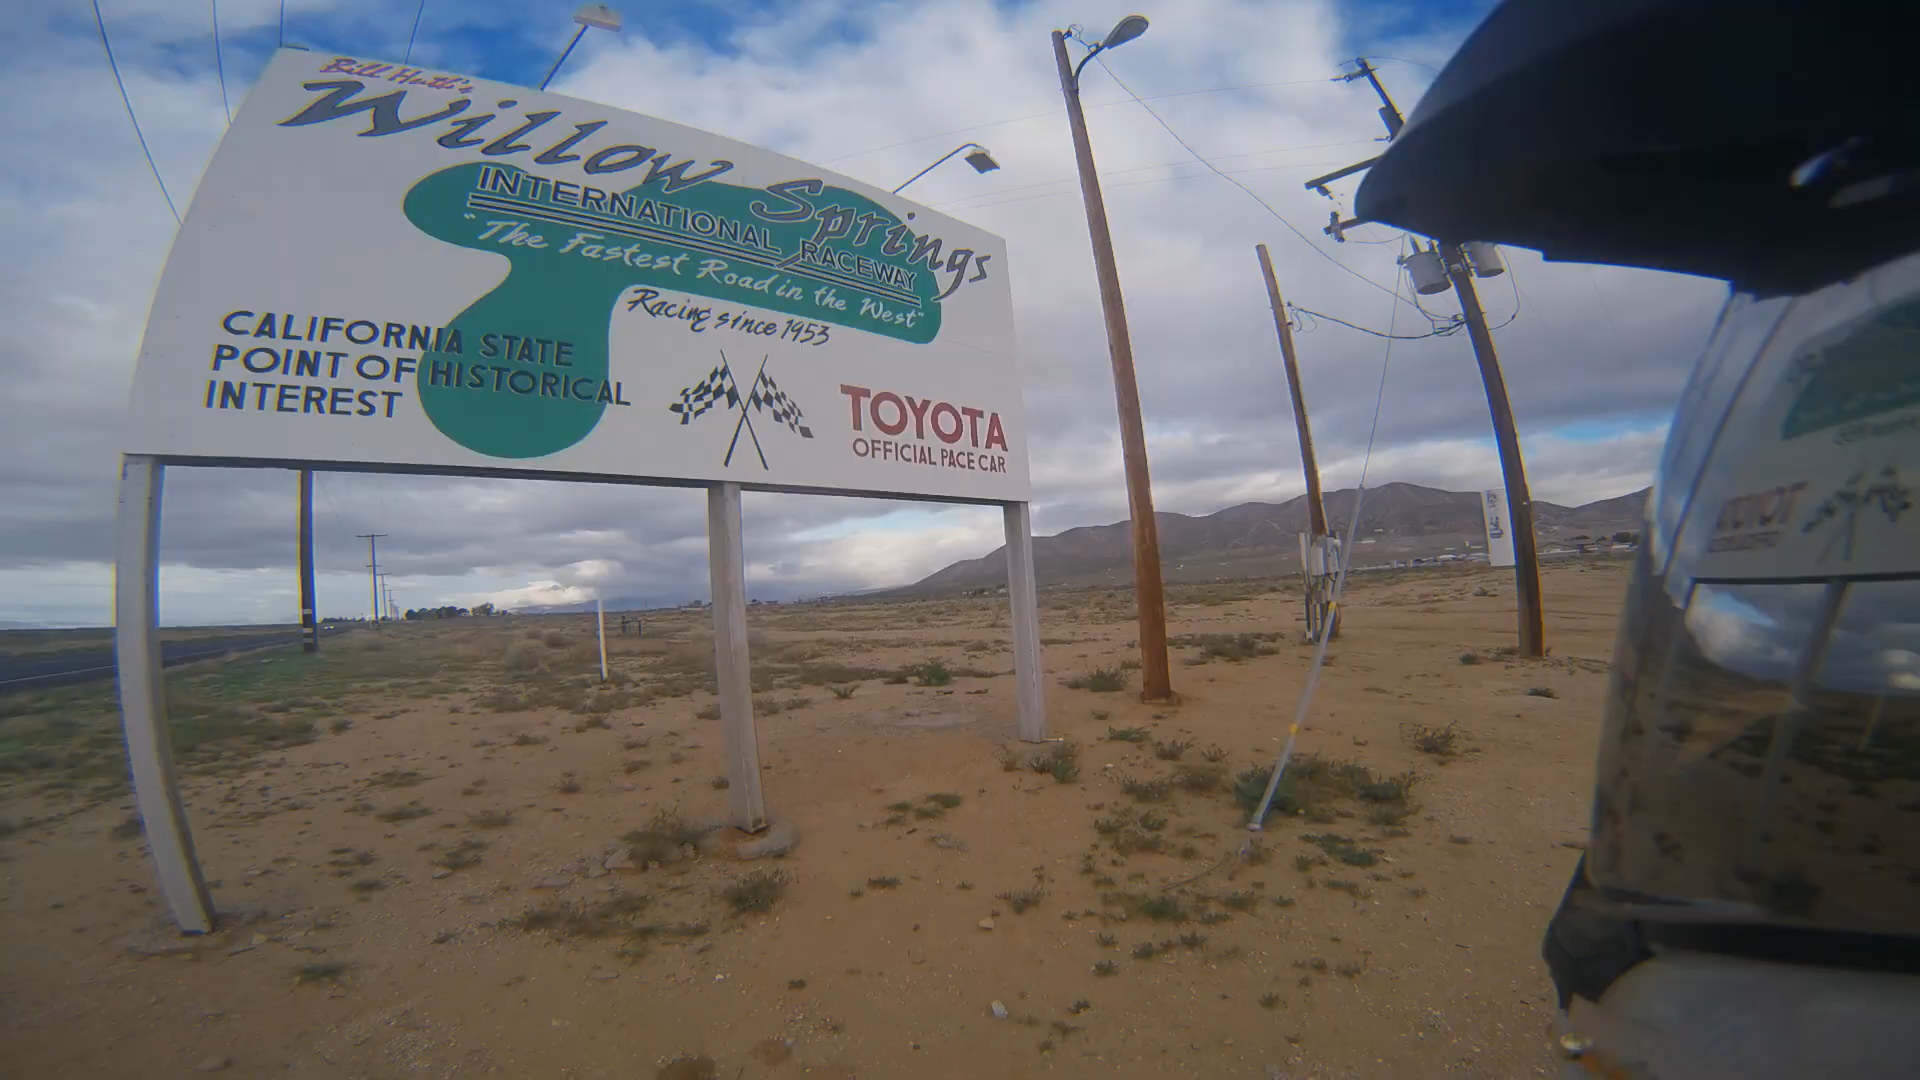 Bill Huth's
Willow Springs
INTERNATIONAL RACEWAY
"The Fastest Road in the West"
Racing since 1953
CALIFORNIA STATE
POINT OF HISTORICAL
INTEREST
TOYOTA
OFFICIAL PACE CAR